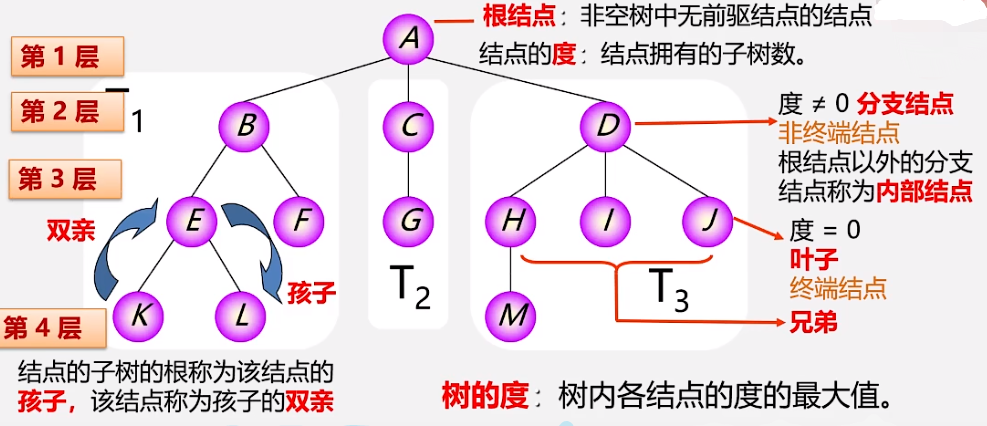 根结点：非空树中无前驱结点的结点
A
结点的度：结点拥有的子树数。
第 1 层
第 2 层
1
B
C
D
度 ≠ 0 分支结点
非终端结点
根结点以外的分支
结点称为内部结点
第 3 层
双亲
E
F
G
H
I
J
度 = 0
叶子
终端结点
孩子
T2
T3
兄弟
第 4 层
K
L
M
结点的子树的根称为该结点的
孩子，该结点称为孩子的双亲
树的度：树内各结点的度的最大值。